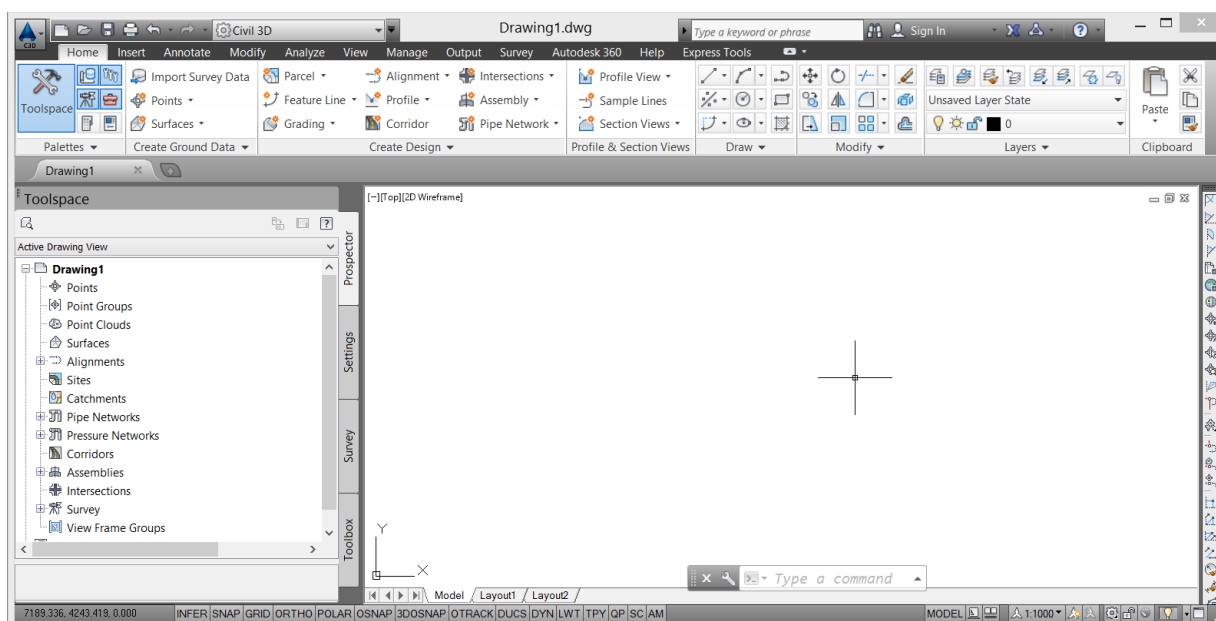 Civil 3D Drawing1.dwg Type a keyword or phrase Sign In
C3D Home Insert Annotate Modify Analyze View Manage Output Survey Autodesk 360 Help Express Tools
Import Survey Data Parcel Alignment Intersections Profile View
Toolspace Points Feature Line Profile Assembly Sample Lines Unsaved Layer State Paste
Surfaces Grading Corridor Pipe Network Section Views 0
Palettes Create Ground Data Create Design Profile & Section Views Draw Modify Layers Clipboard
Drawing1
Toolspace
[−][Top][2D Wireframe]
Active Drawing View
Drawing1
Points
Point Groups
Point Clouds
Surfaces
Alignments
Sites
Catchments
Pipe Networks
Pressure Networks
Corridors
Assemblies
Intersections
Survey
View Frame Groups
Prospector
Settings
Survey
Toolbox
Y
X
Type a command
Model Layout1 Layout2
7189.336, 4243.419, 0.000 INFER SNAP GRID ORTHO POLAR OSNAP 3DOSNAP OTRACK DUCS DYN LWT TPY QP SC AM MODEL 1:1000